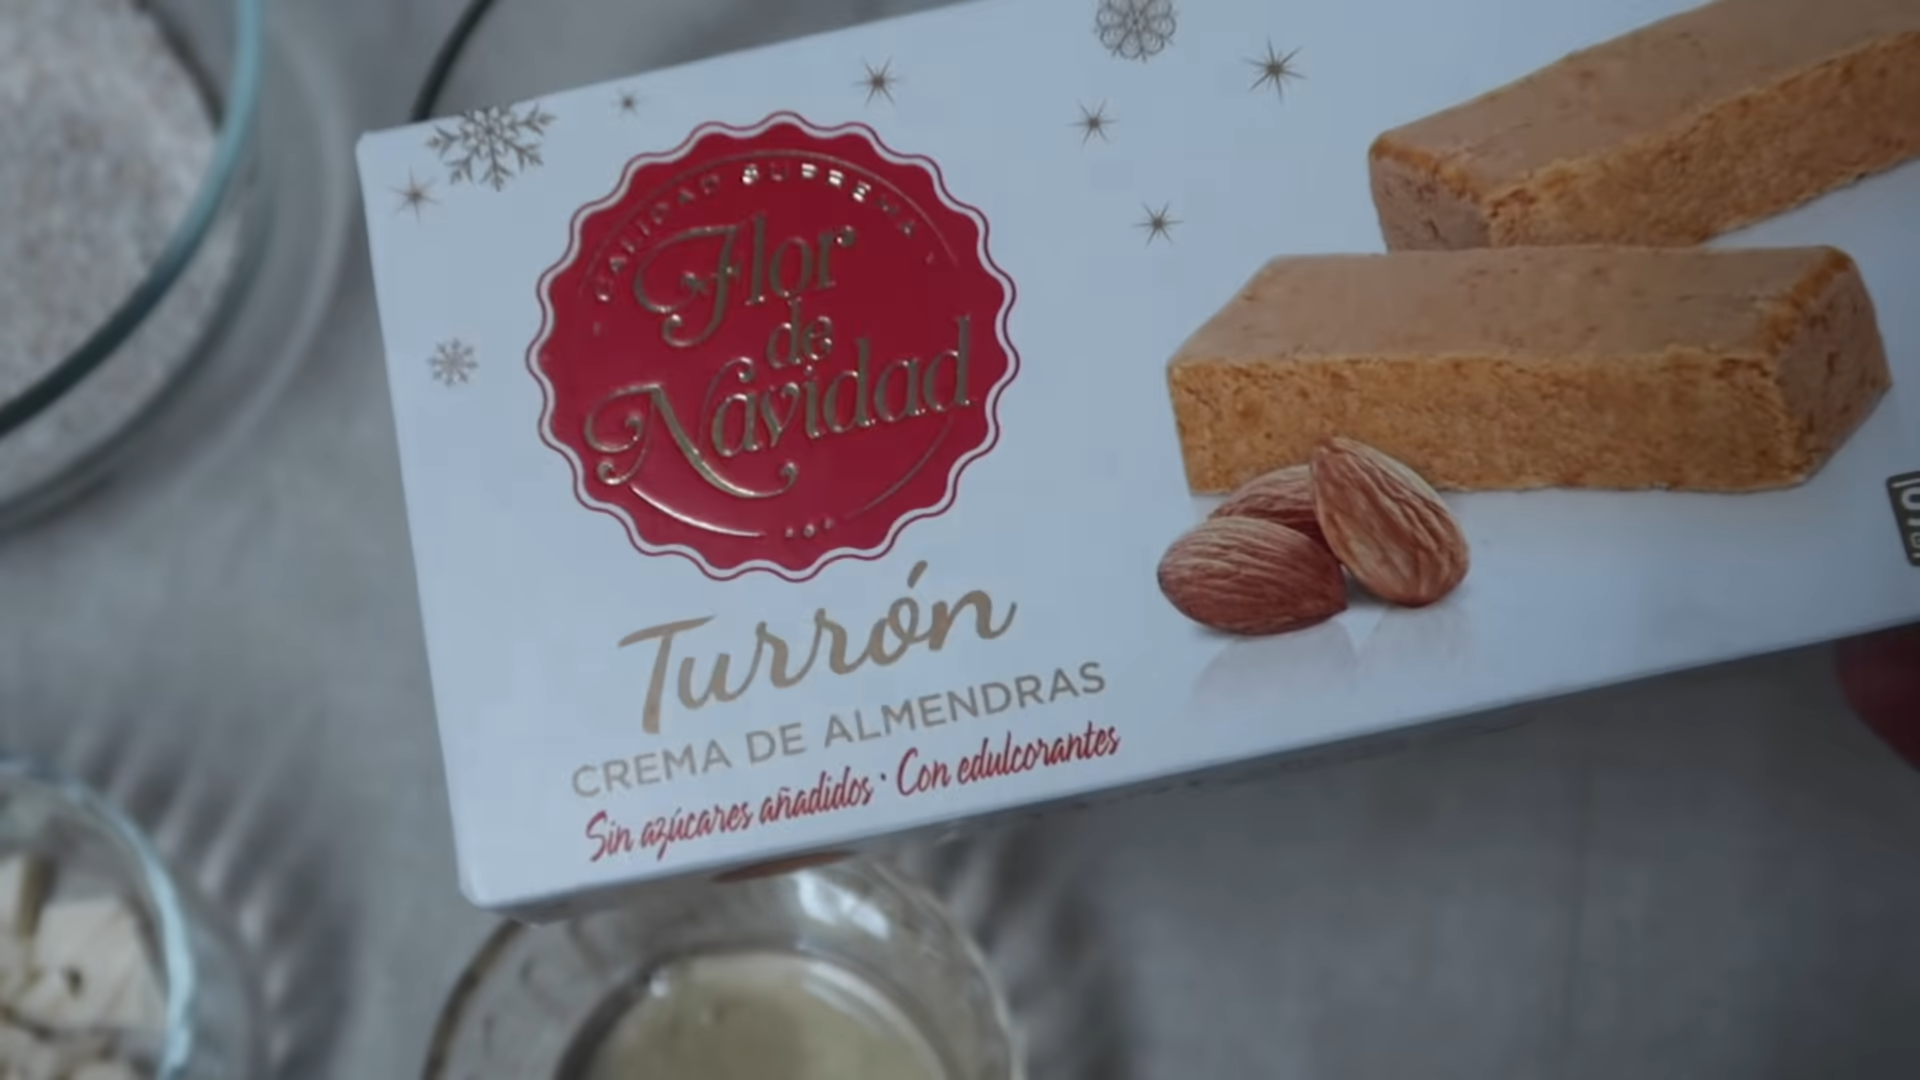 CALIDAD SUPREMA
Flor
de
Navidad
Turrón
CREMA DE ALMENDRAS
Sin azúcares añadidos · Con edulcorantes